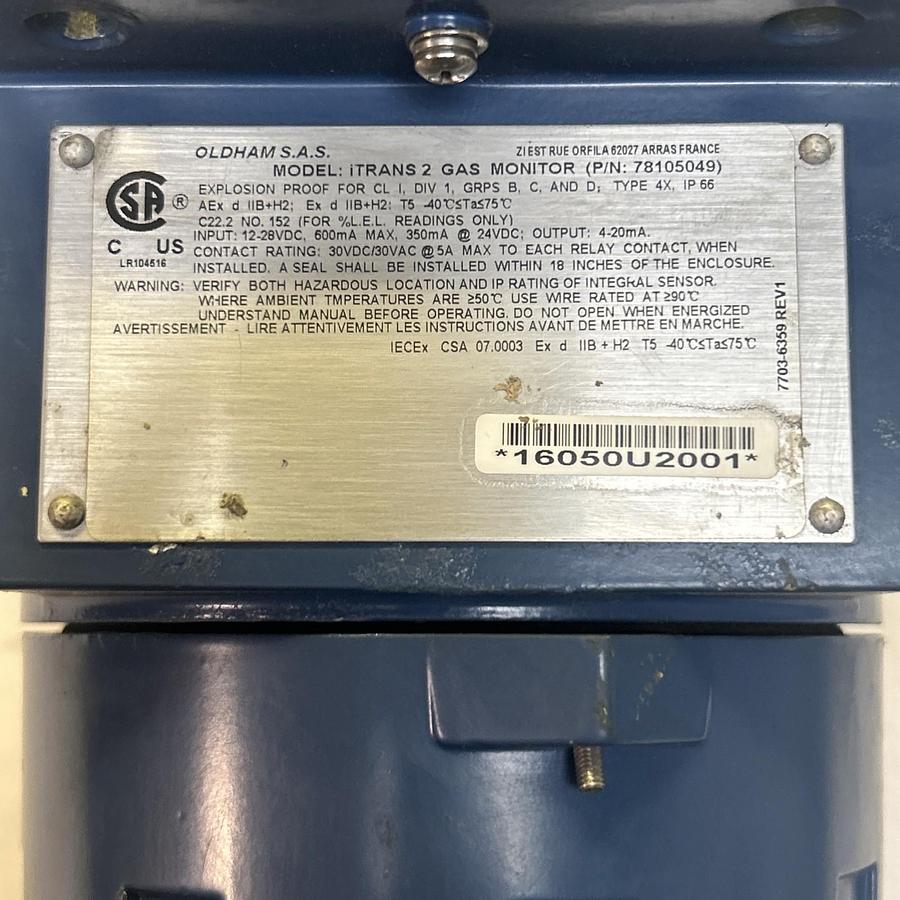 OLDHAM S.A.S. ZI EST RUE ORFILA 62027 ARRAS FRANCE
MODEL: iTRANS 2 GAS MONITOR (P/N: 78105049)
SA ®
C US
LR104516
EXPLOSION PROOF FOR CL I, DIV 1, GRPS B, C, AND D; TYPE 4X, IP 66
AEx d IIB+H2; Ex d IIB+H2; T5 -40℃≤Ta≤75℃
C22.2 NO. 152 (FOR %L.E.L. READINGS ONLY)
INPUT: 12-28VDC, 600mA MAX, 350mA @ 24VDC; OUTPUT: 4-20mA.
CONTACT RATING: 30VDC/30VAC @ 5A MAX TO EACH RELAY CONTACT, WHEN
INSTALLED. A SEAL SHALL BE INSTALLED WITHIN 18 INCHES OF THE ENCLOSURE.
WARNING: VERIFY BOTH HAZARDOUS LOCATION AND IP RATING OF INTEGRAL SENSOR.
WHERE AMBIENT TMPERATURES ARE ≥50℃ USE WIRE RATED AT ≥90℃
UNDERSTAND MANUAL BEFORE OPERATING. DO NOT OPEN WHEN ENERGIZED
AVERTISSEMENT - LIRE ATTENTIVEMENT LES INSTRUCTIONS AVANT DE METTRE EN MARCHE.
IECEx CSA 07.0003 Ex d IIB + H2 T5 -40℃≤Ta≤75℃
7703-6359 REV1
*16050U2001*